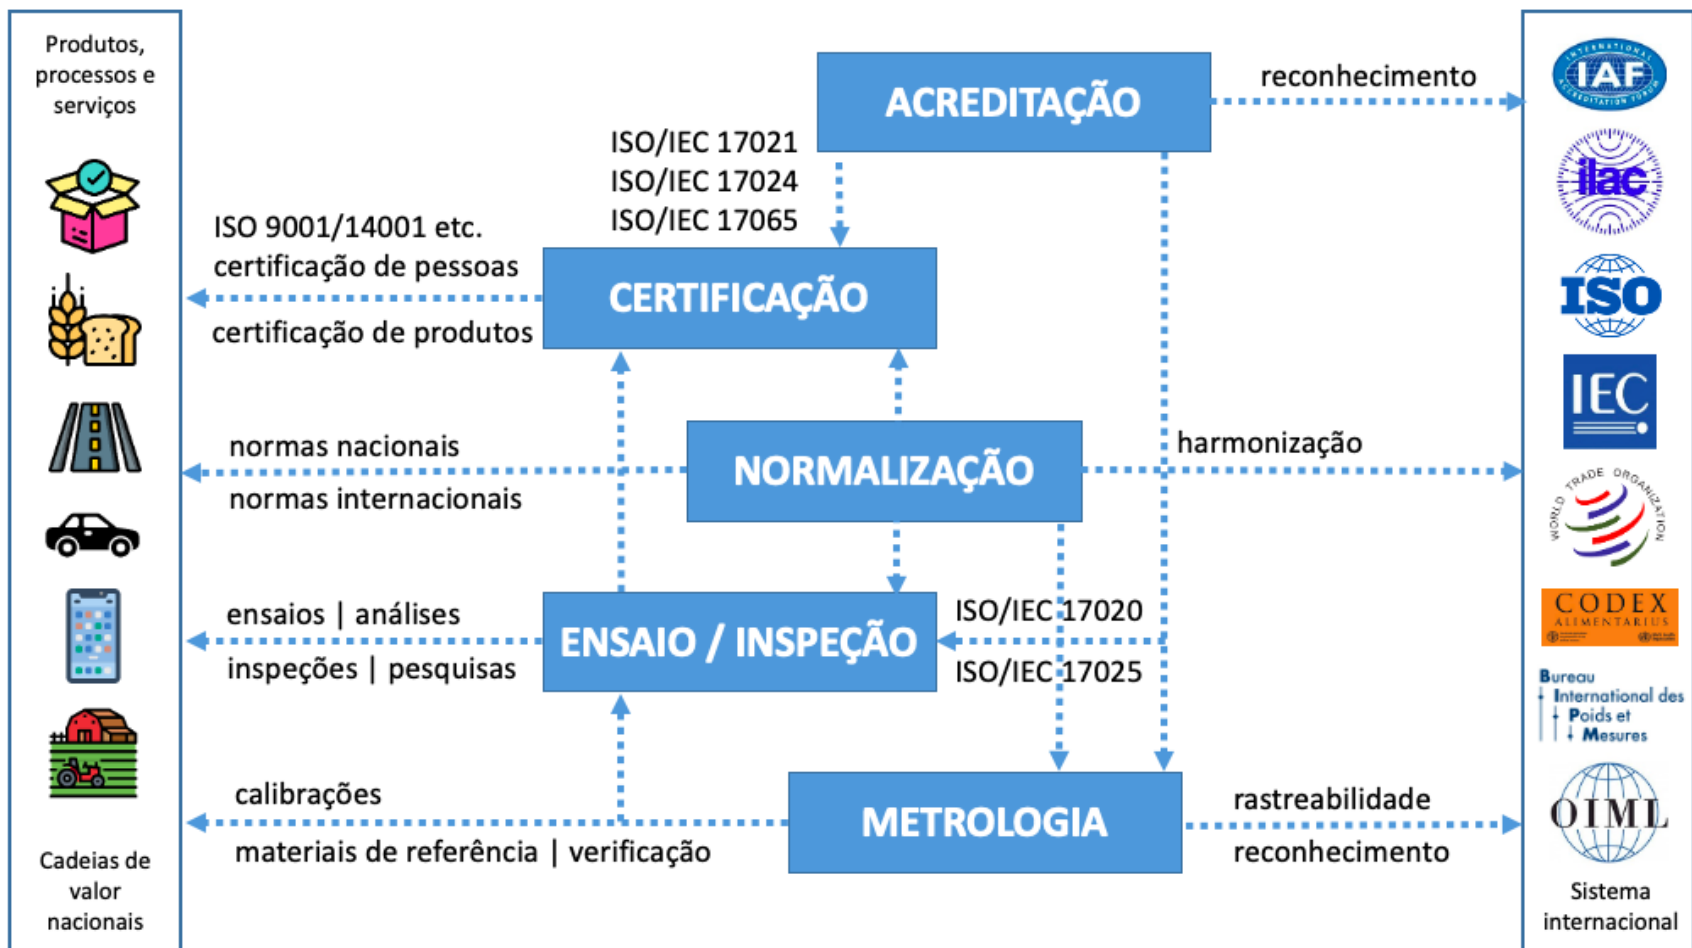 Produtos,
processos e
serviços
Cadeias de
valor
nacionais
ACREDITAÇÃO
reconhecimento
ISO/IEC 17021
ISO/IEC 17024
ISO/IEC 17065
ISO 9001/14001 etc.
certificação de pessoas
certificação de produtos
CERTIFICAÇÃO
normas nacionais
normas internacionais
NORMALIZAÇÃO
harmonização
ensaios | análises
inspeções | pesquisas
ENSAIO / INSPEÇÃO
ISO/IEC 17020
ISO/IEC 17025
calibrações
materiais de referência | verificação
METROLOGIA
rastreabilidade
reconhecimento
INTERNATIONAL
IAF
ACCREDITATION FORUM
ilac
ISO
IEC
WORLD TRADE ORGANIZATION
CODEX
ALIMENTARIUS
Bureau
International des
Poids et
Mesures
OIML
Sistema
internacional